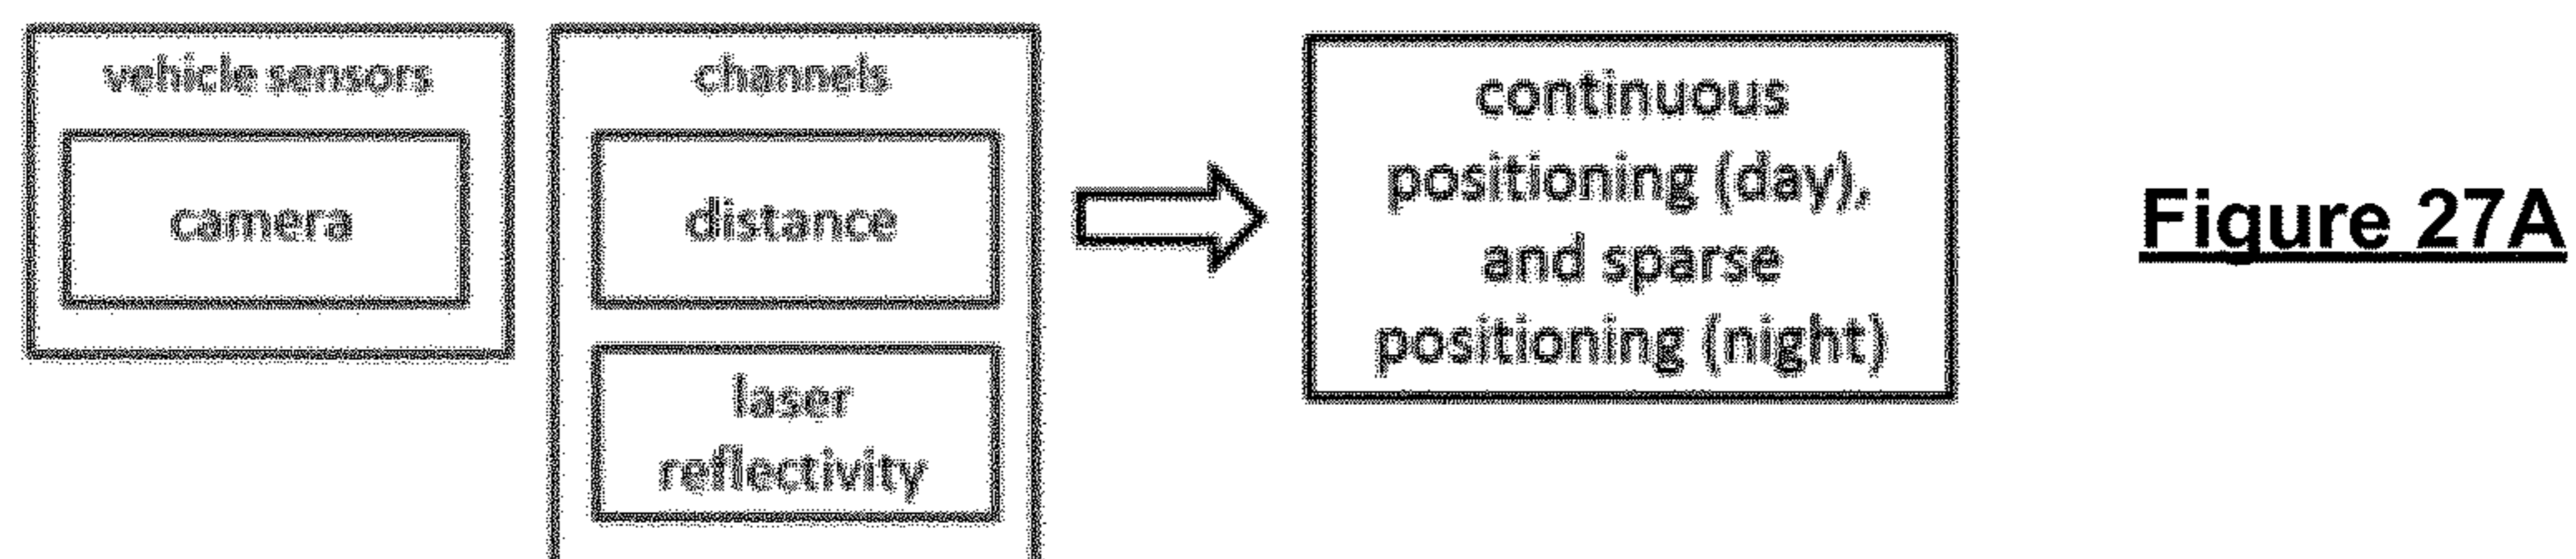 vehicle sensors
camera
channels
distance
laser
reflectivity
continuous
positioning (day),
and sparse
positioning (night)
Figure 27A